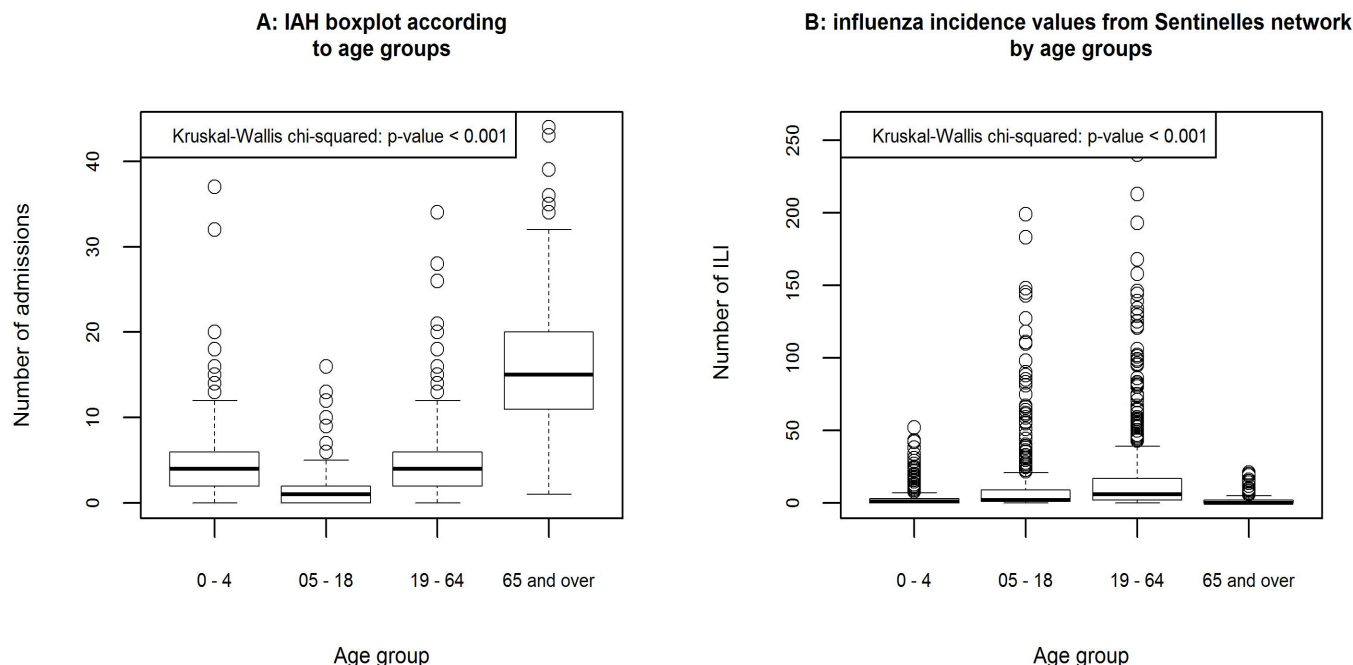 A: IAH boxplot according
to age groups
Kruskal-Wallis chi-squared: p-value < 0.001
Number of admissions
40
30
20
10
0
0 - 4
05 - 18
19 - 64
65 and over
Age group
B: influenza incidence values from Sentinelles network
by age groups
Kruskal-Wallis chi-squared: p-value < 0.001
Number of ILI
250
200
150
100
50
0
0 - 4
05 - 18
19 - 64
65 and over
Age group